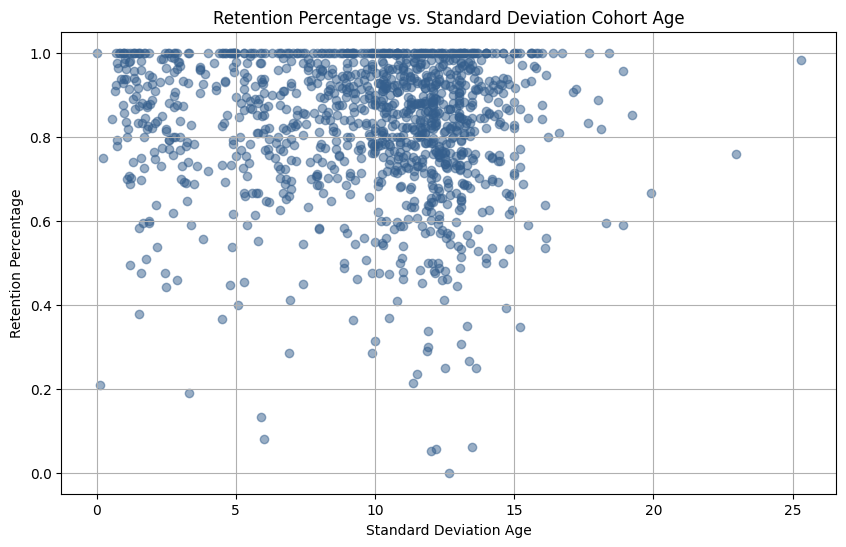 Retention Percentage vs. Standard Deviation Cohort Age
Retention Percentage
1.0
0.8
0.6
0.4
0.2
0.0
0 5 10 15 20 25
Standard Deviation Age